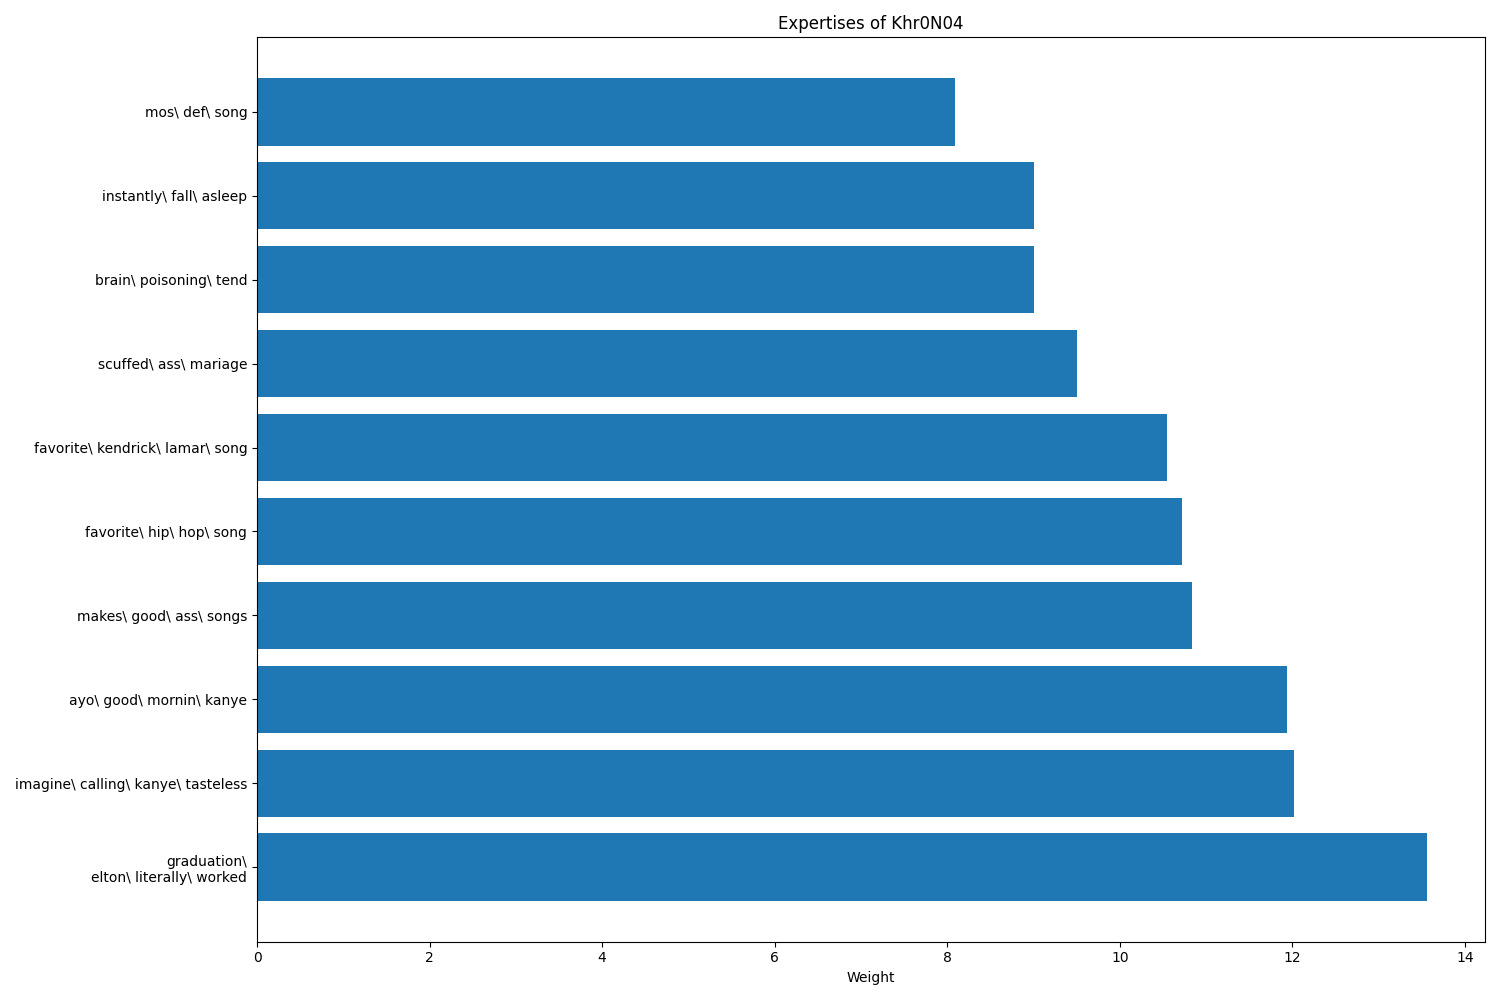 Expertises of Khr0N04
mos\ def\ song
instantly\ fall\ asleep
brain\ poisoning\ tend
scuffed\ ass\ mariage
favorite\ kendrick\ lamar\ song
favorite\ hip\ hop\ song
makes\ good\ ass\ songs
ayo\ good\ mornin\ kanye
imagine\ calling\ kanye\ tasteless
graduation\
elton\ literally\ worked
0 2 4 6 8 10 12 14
Weight